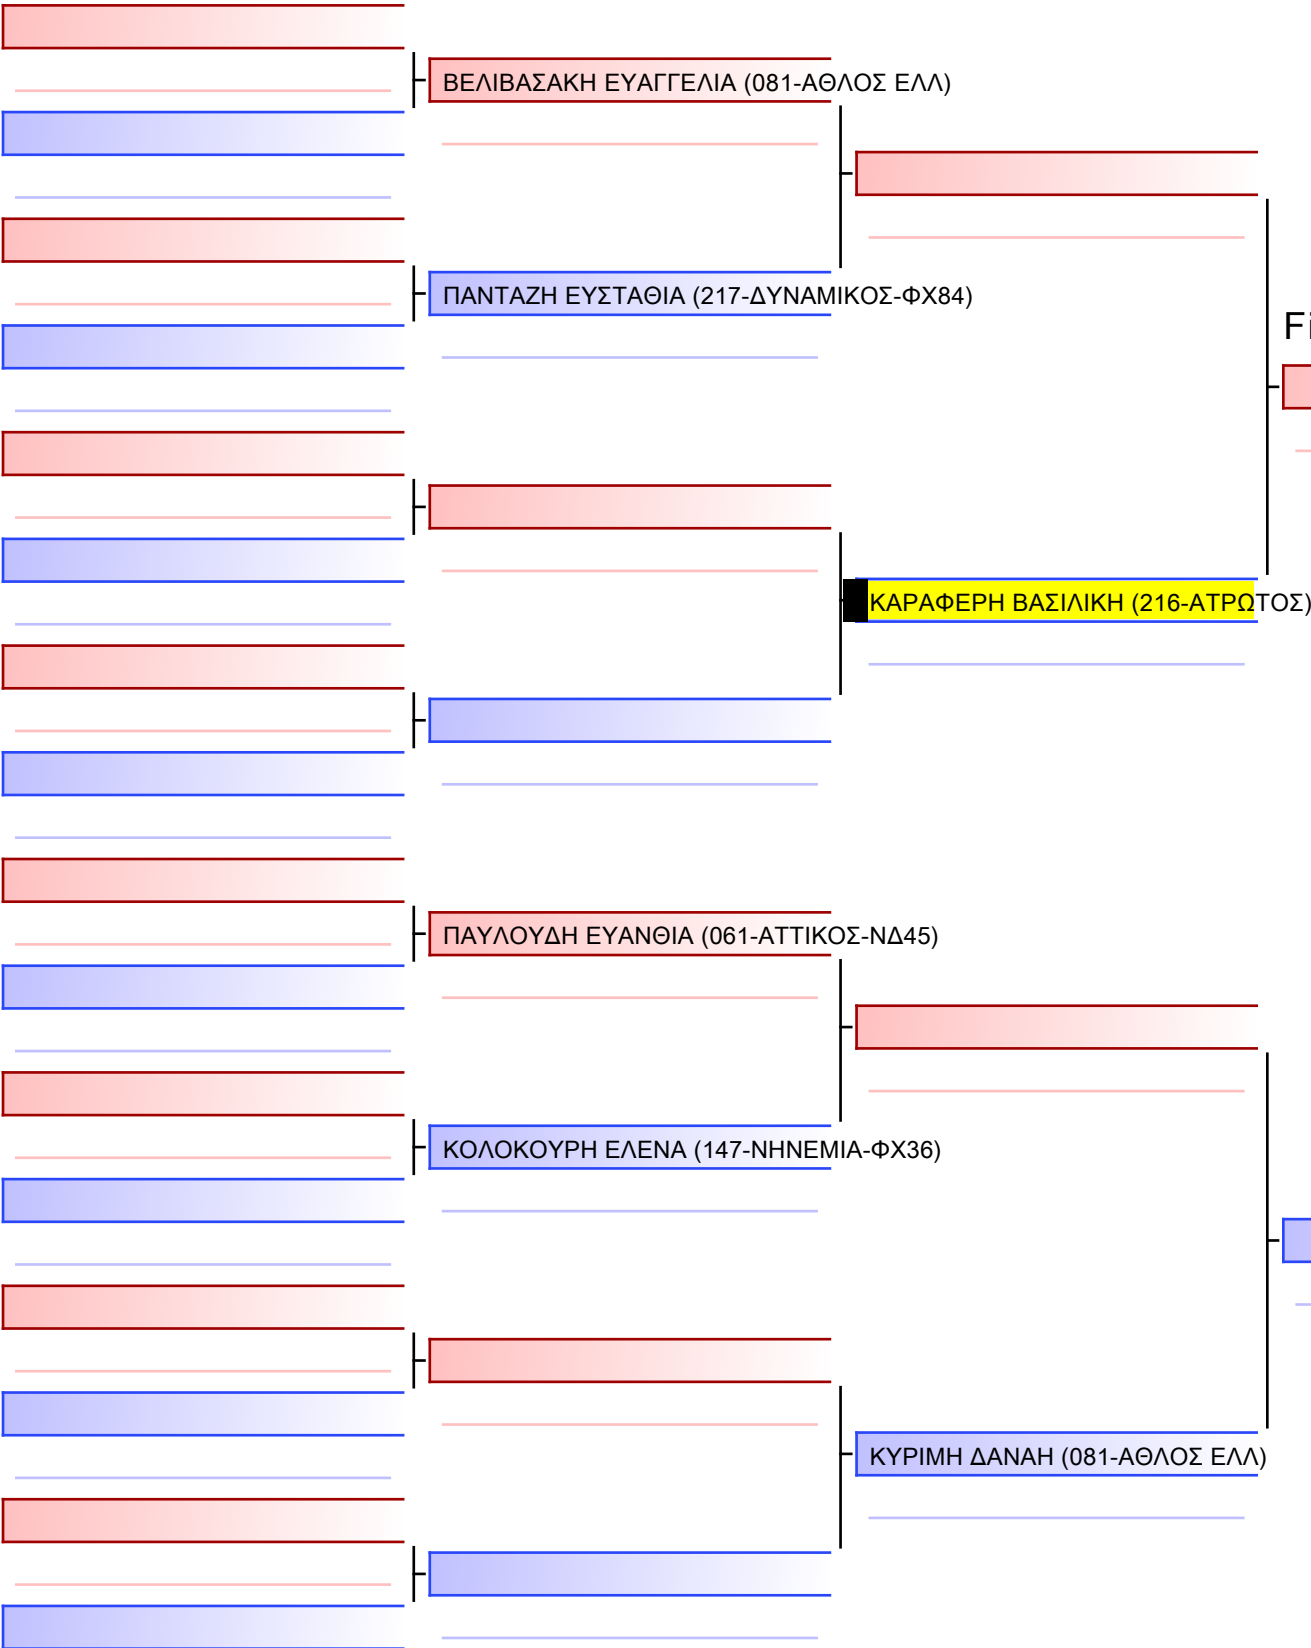 ΒΕΛΙΒΑΣΑΚΗ ΕΥΑΓΓΕΛΙΑ (081-ΑΘΛΟΣ ΕΛΛ)
ΠΑΝΤΑΖΗ ΕΥΣΤΑΘΙΑ (217-ΔΥΝΑΜΙΚΟΣ-ΦΧ84)
Fi
ΚΑΡΑΦΕΡΗ ΒΑΣΙΛΙΚΗ (216-ΑΤΡΩΤΟΣ)
ΠΑΥΛΟΥΔΗ ΕΥΑΝΘΙΑ (061-ΑΤΤΙΚΟΣ-ΝΔ45)
ΚΟΛΟΚΟΥΡΗ ΕΛΕΝΑ (147-ΝΗΝΕΜΙΑ-ΦΧ36)
ΚΥΡΙΜΗ ΔΑΝΑΗ (081-ΑΘΛΟΣ ΕΛΛ)